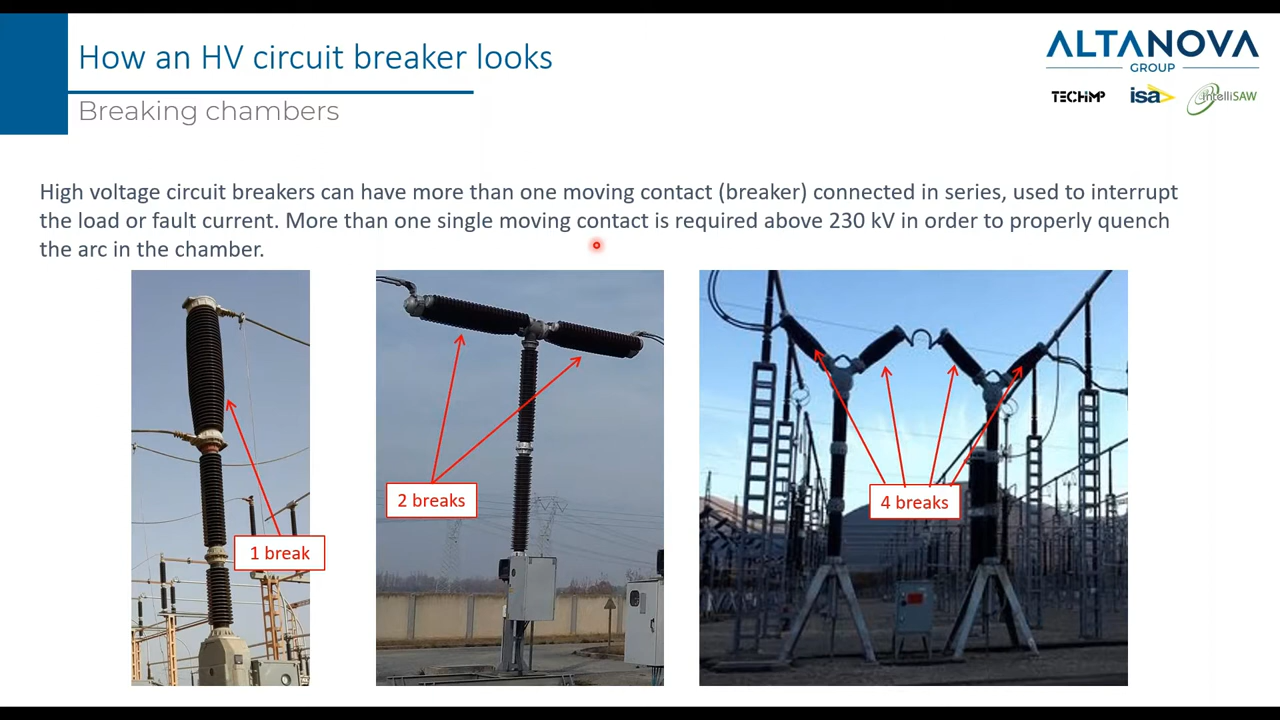 How an HV circuit breaker looks
Breaking chambers
ALTANOVA
GROUP
TECHIMP
isa
intelliSAW
High voltage circuit breakers can have more than one moving contact (breaker) connected in series, used to interrupt
the load or fault current. More than one single moving contact is required above 230 kV in order to properly quench
the arc in the chamber.
1 break
2 breaks
4 breaks